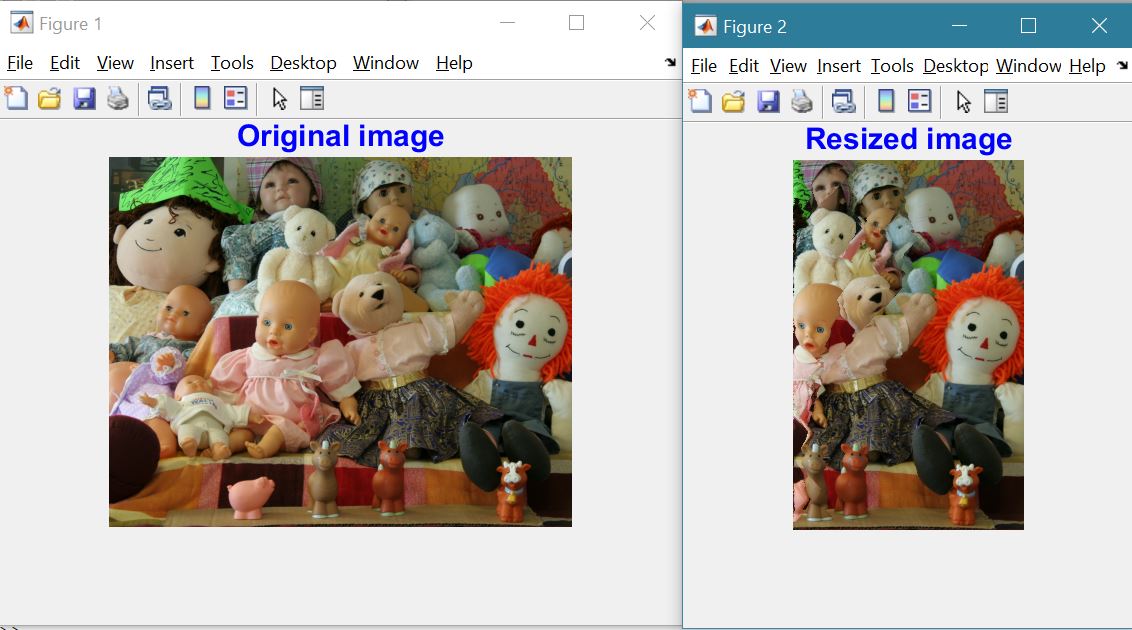 Figure 1
File Edit View Insert Tools Desktop Window Help
Original image
Figure 2
File Edit View Insert Tools Desktop Window Help
Resized image
>>